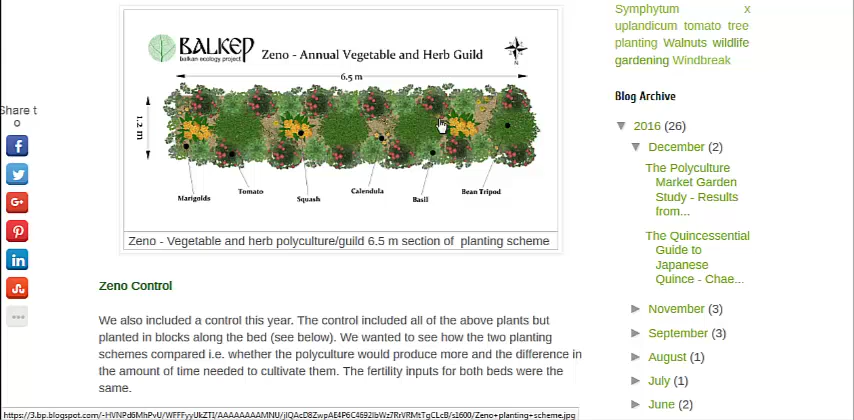 Symphytum x
uplandicum tomato tree
planting Walnuts wildlife
gardening Windbreak
BALKEP
balkan ecology project
Zeno - Annual Vegetable and Herb Guild
N
6.5 m
1.2 m
Marigolds
Tomato
Squash
Calendula
Basil
Bean Tripod
Zeno - Vegetable and herb polyculture/guild 6.5 m section of planting scheme
Share t
o
Zeno Control
We also included a control this year. The control included all of the above plants but
planted in blocks along the bed (see below). We wanted to see how the two planting
schemes compared i.e. whether the polyculture would produce more and the difference in
the amount of time needed to cultivate them. The fertility inputs for both beds were the
same.
Blog Archive
▼ 2016 (26)
▼ December (2)
The Polyculture
Market Garden
Study - Results
from...
The Quincessential
Guide to
Japanese
Quince - Chae...
► November (3)
► September (3)
► August (1)
► July (1)
► June (2)